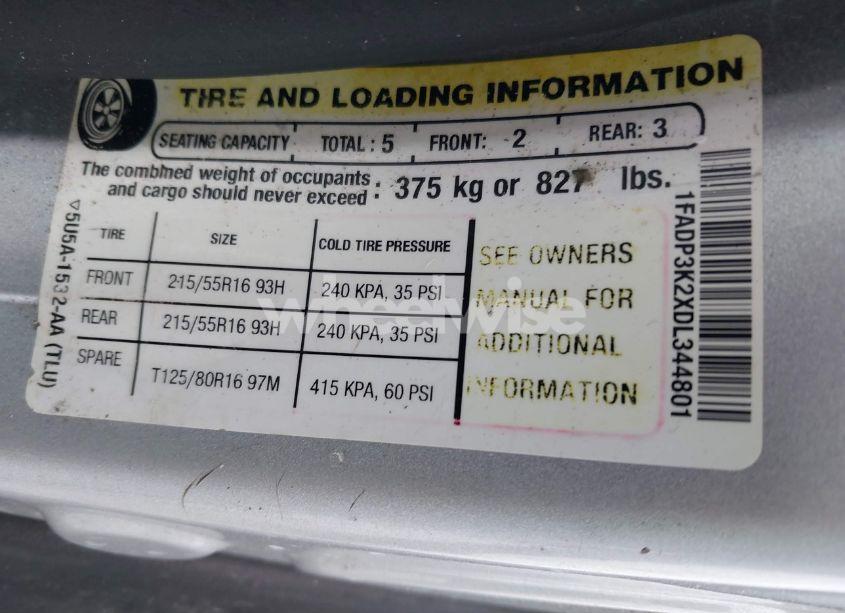 TIRE AND LOADING INFORMATION
SEATING CAPACITY TOTAL : 5 FRONT: 2 REAR: 3
The combined weight of occupants
and cargo should never exceed : 375 kg or 827 lbs.
TIRE SIZE COLD TIRE PRESSURE
FRONT 215/55R16 93H 240 KPA, 35 PSI
REAR 215/55R16 93H 240 KPA, 35 PSI
SPARE T125/80R16 97M 415 KPA, 60 PSI
SEE OWNERS
MANUAL FOR
ADDITIONAL
INFORMATION
5U5A-1532-AA (TLU)
1FADP3K2XDL344801
wheelwise